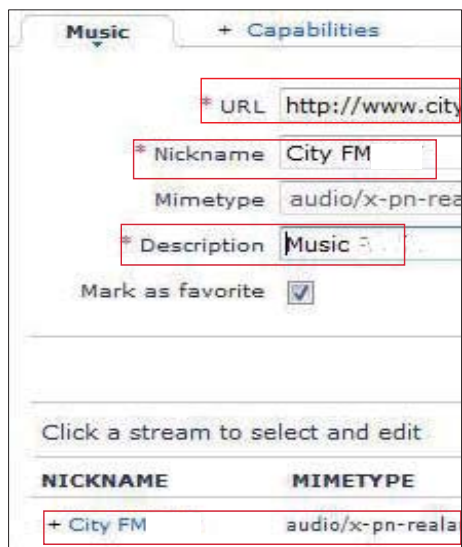 Music + Capabilities
* URL http://www.city
* Nickname City FM
Mimetype audio/x-pn-rea
* Description Music
Mark as favorite
Click a stream to select and edit
NICKNAME MIMETYPE
+ City FM audio/x-pn-reala